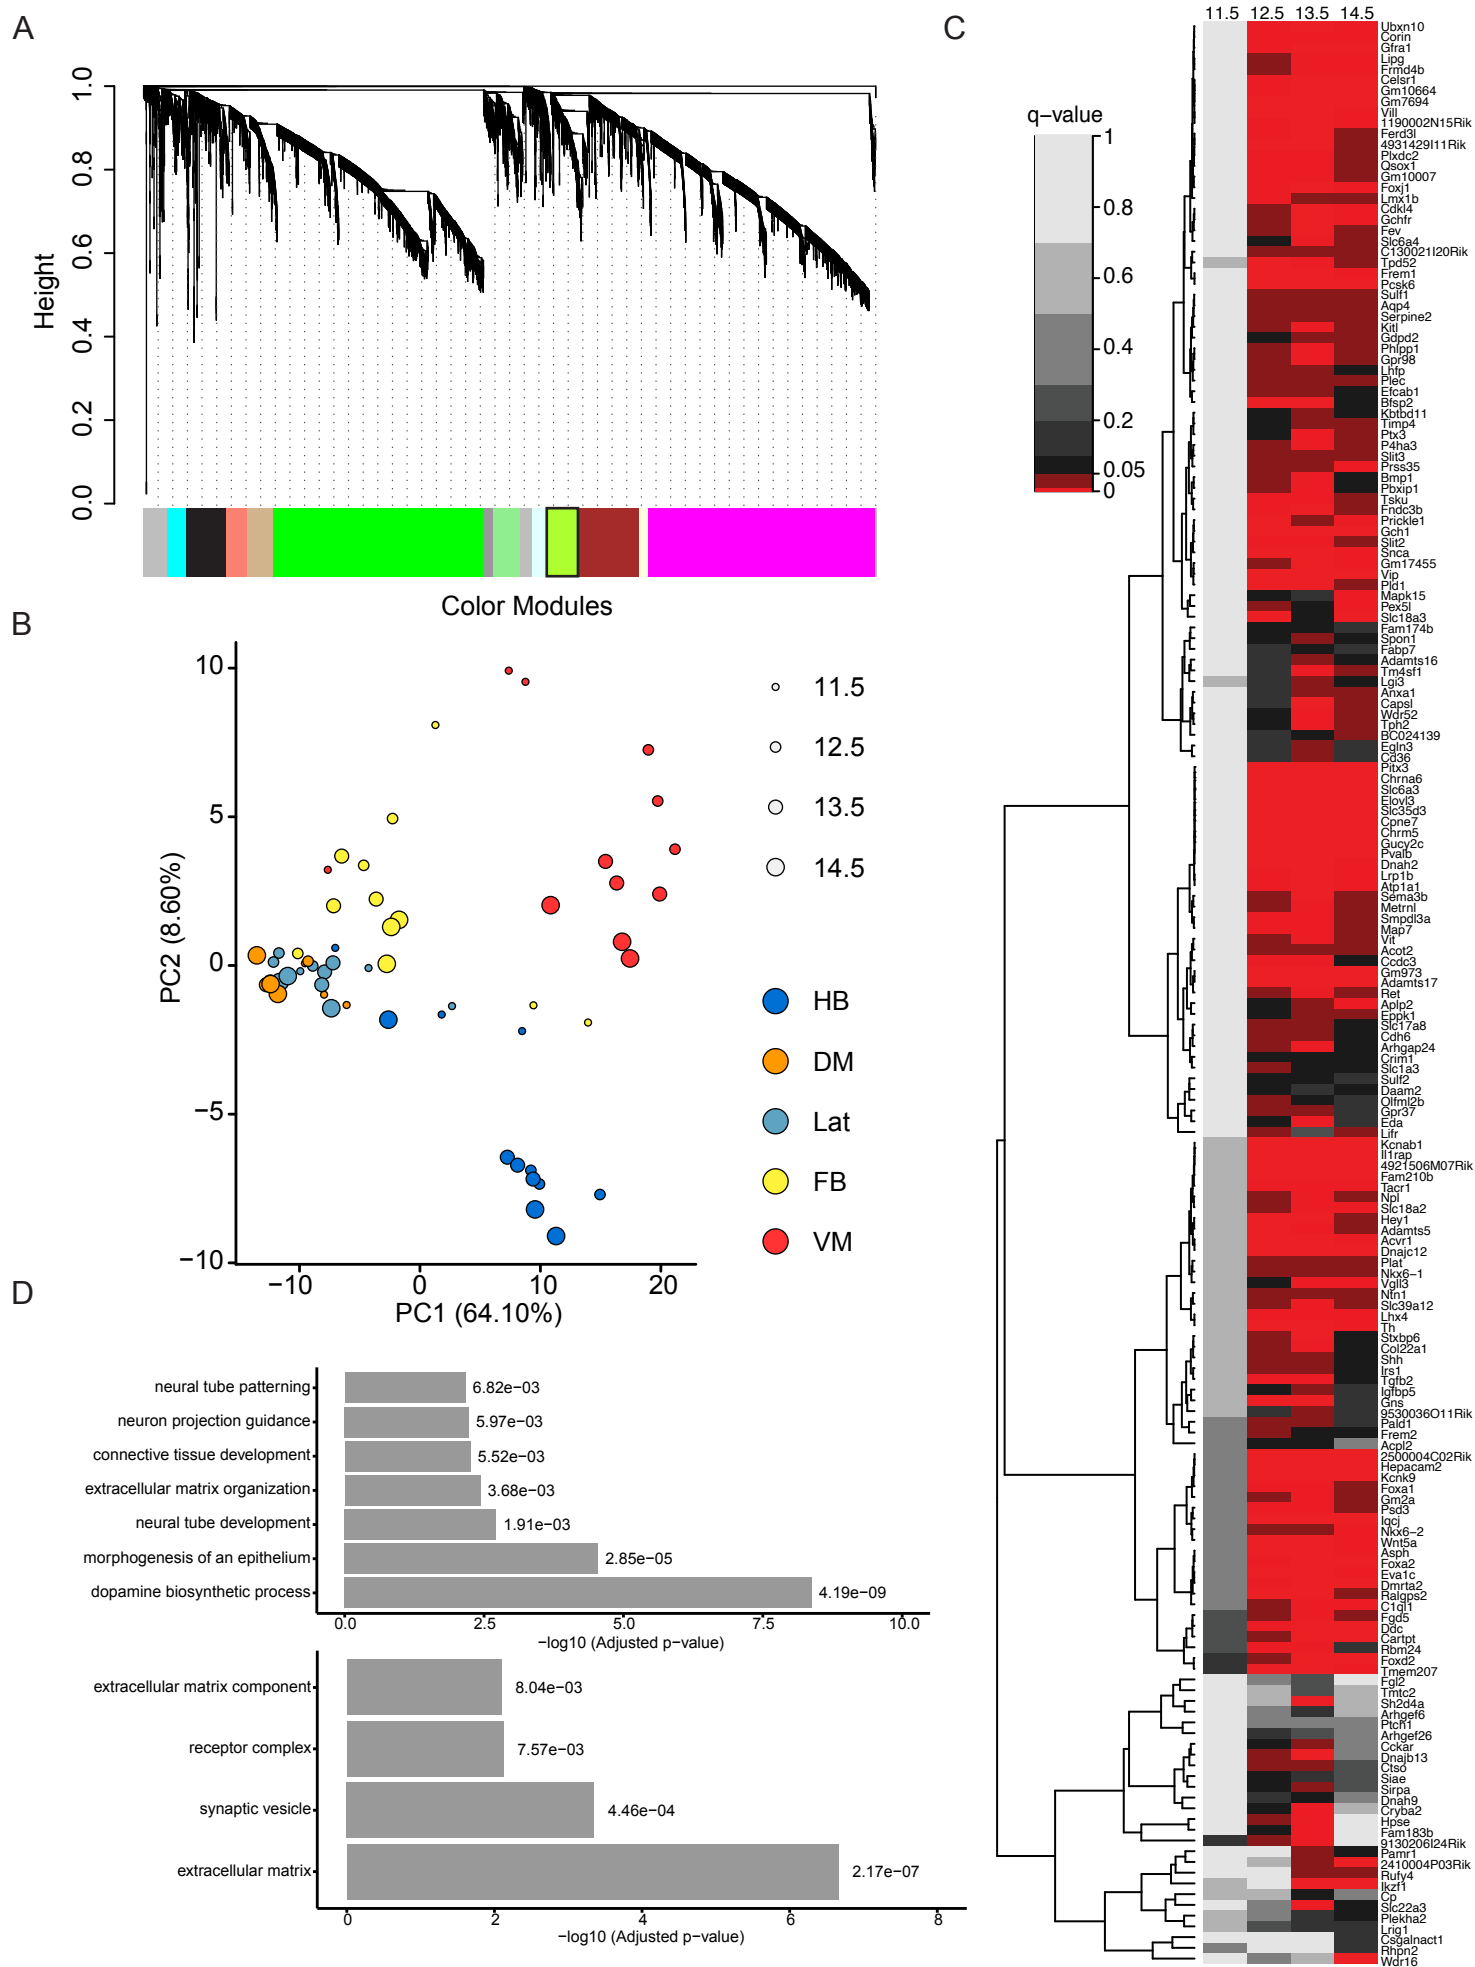 A
1.0
0.8
0.6
0.4
0.2
0.0
Height
Color Modules
B
10
5
0
−5
−10
PC2 (8.60%)
−10
0
10
20
PC1 (64.10%)
11.5
12.5
13.5
14.5
HB
DM
Lat
FB
VM
C
11.5 12.5 13.5 14.5
q−value
1
0.8
0.6
0.4
0.2
0.05
0
Ubxn10
Corin
Gfra1
Lipg
Frmd4b
Celsr1
Gm10664
Gm7694
Vill
1190002N15Rik
Ferd3l
4931429I11Rik
Plxdc2
Qsox1
Gm10007
Foxj1
Lmx1b
Cdkl4
Gchfr
Fev
Slc6a4
C130021I20Rik
Tpd52
Frem1
Pcsk6
Sulf1
Aqp4
Serpine2
Kitl
Gdpd2
Phlpp1
Gpr98
Lhfp
Plec
Efcab1
Bfsp2
Kbtbd11
Timp4
Ptx3
P4ha3
Slit3
Prss35
Bmp1
Pbxip1
Tsku
Fndc3b
Prickle1
Gch1
Slit2
Snca
Gm17455
Vip
Pld1
Mapk15
Pex5l
Slc18a3
Fam174b
Spon1
Fabp7
Adamts16
Tm4sf1
Lgi3
Anxa1
Capsl
Wdr52
Tph2
BC024139
Egln3
Cd36
Pitx3
Chrna6
Slc6a3
Elovl3
Slc35d3
Cpne7
Chrm5
Gucy2c
Pvalb
Dnah2
Lrp1b
Atp1a1
Sema3b
Metrnl
Smpdl3a
Map7
Vit
Acot2
Ccdc3
Gm973
Adamts17
Ret
Aplp2
Eppk1
Slc17a8
Cdh6
Arhgap24
Crim1
Slc1a3
Sulf2
Daam2
Olfml2b
Gpr37
Eda
Lifr
Kcnab1
Il1rap
4921506M07Rik
Fam210b
Tacr1
Npl
Slc18a2
Hey1
Adamts5
Acvr1
Dnajc12
Plat
Nkx6−1
Vgll3
Ntn1
Slc39a12
Lhx4
Th
Stxbp6
Col22a1
Shh
Irs1
Tgfb2
Igfbp5
Gns
9530036O11Rik
Pald1
Frem2
Acpl2
2500004C02Rik
Hepacam2
Kcnk9
Foxa1
Gm2a
Psd3
Iqcj
Nkx6−2
Wnt5a
Asph
Foxa2
Eva1c
Dmrta2
Ralgps2
C1ql1
Fgd5
Ddc
Cartpt
Rbm24
Foxd2
Tmem207
Fgl2
Tmtc2
Sh2d4a
Arhgef6
Ptch1
Arhgef26
Cckar
Dnajb13
Ctso
Siae
Sirpa
Dnah9
Cryba2
Hpse
Fam183b
9130206I24Rik
Pamr1
2410004P03Rik
Rufy4
Ikzf1
Cp
Slc22a3
Plekha2
Lrig1
Csgalnact1
Rhpn2
Wdr16
D
neural tube patterning 6.82e−03
neuron projection guidance 5.97e−03
connective tissue development 5.52e−03
extracellular matrix organization 3.68e−03
neural tube development 1.91e−03
morphogenesis of an epithelium 2.85e−05
dopamine biosynthetic process 4.19e−09
0.0 2.5 5.0 7.5 10.0
−log10 (Adjusted p−value)
extracellular matrix component 8.04e−03
receptor complex 7.57e−03
synaptic vesicle 4.46e−04
extracellular matrix 2.17e−07
0 2 4 6 8
−log10 (Adjusted p−value)